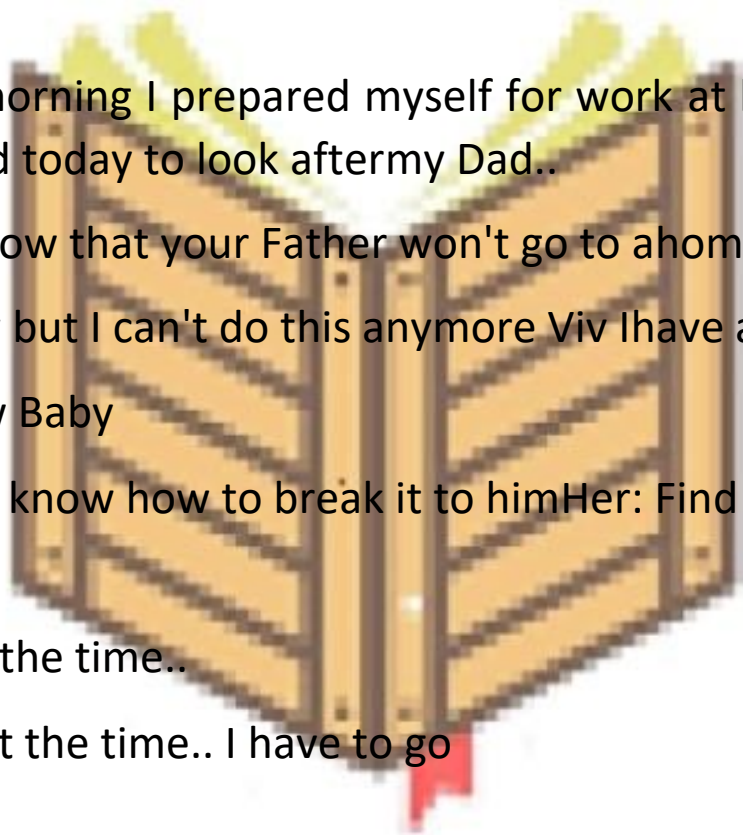 orning I prepared myself for work at
d today to look aftermy Dad..
ow that your Father won't go to ahom
but I can't do this anymore Viv Ihave a
y Baby
know how to break it to himHer: Find
the time..
t the time.. I have to go